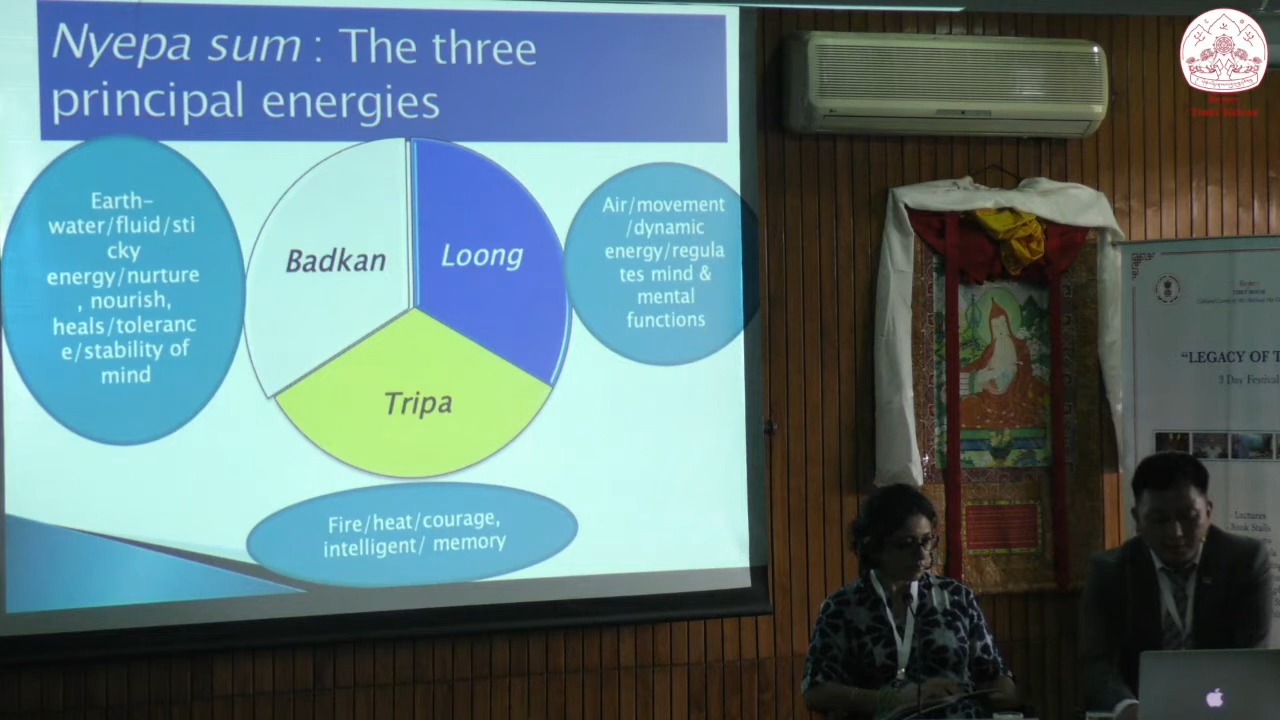 Nyepa sum : The three
principal energies
Earth-
water/fluid/sti
cky
energy/nurture
, nourish,
heals/toleranc
e/stability of
mind
Badkan
Loong
Tripa
Air/movement
/dynamic
energy/regula
tes mind &
mental
functions
Fire/heat/courage,
intelligent/ memory
TIBET HOUSE
"LEGACY OF T
3 Day Festival
Lectures
Book Stalls